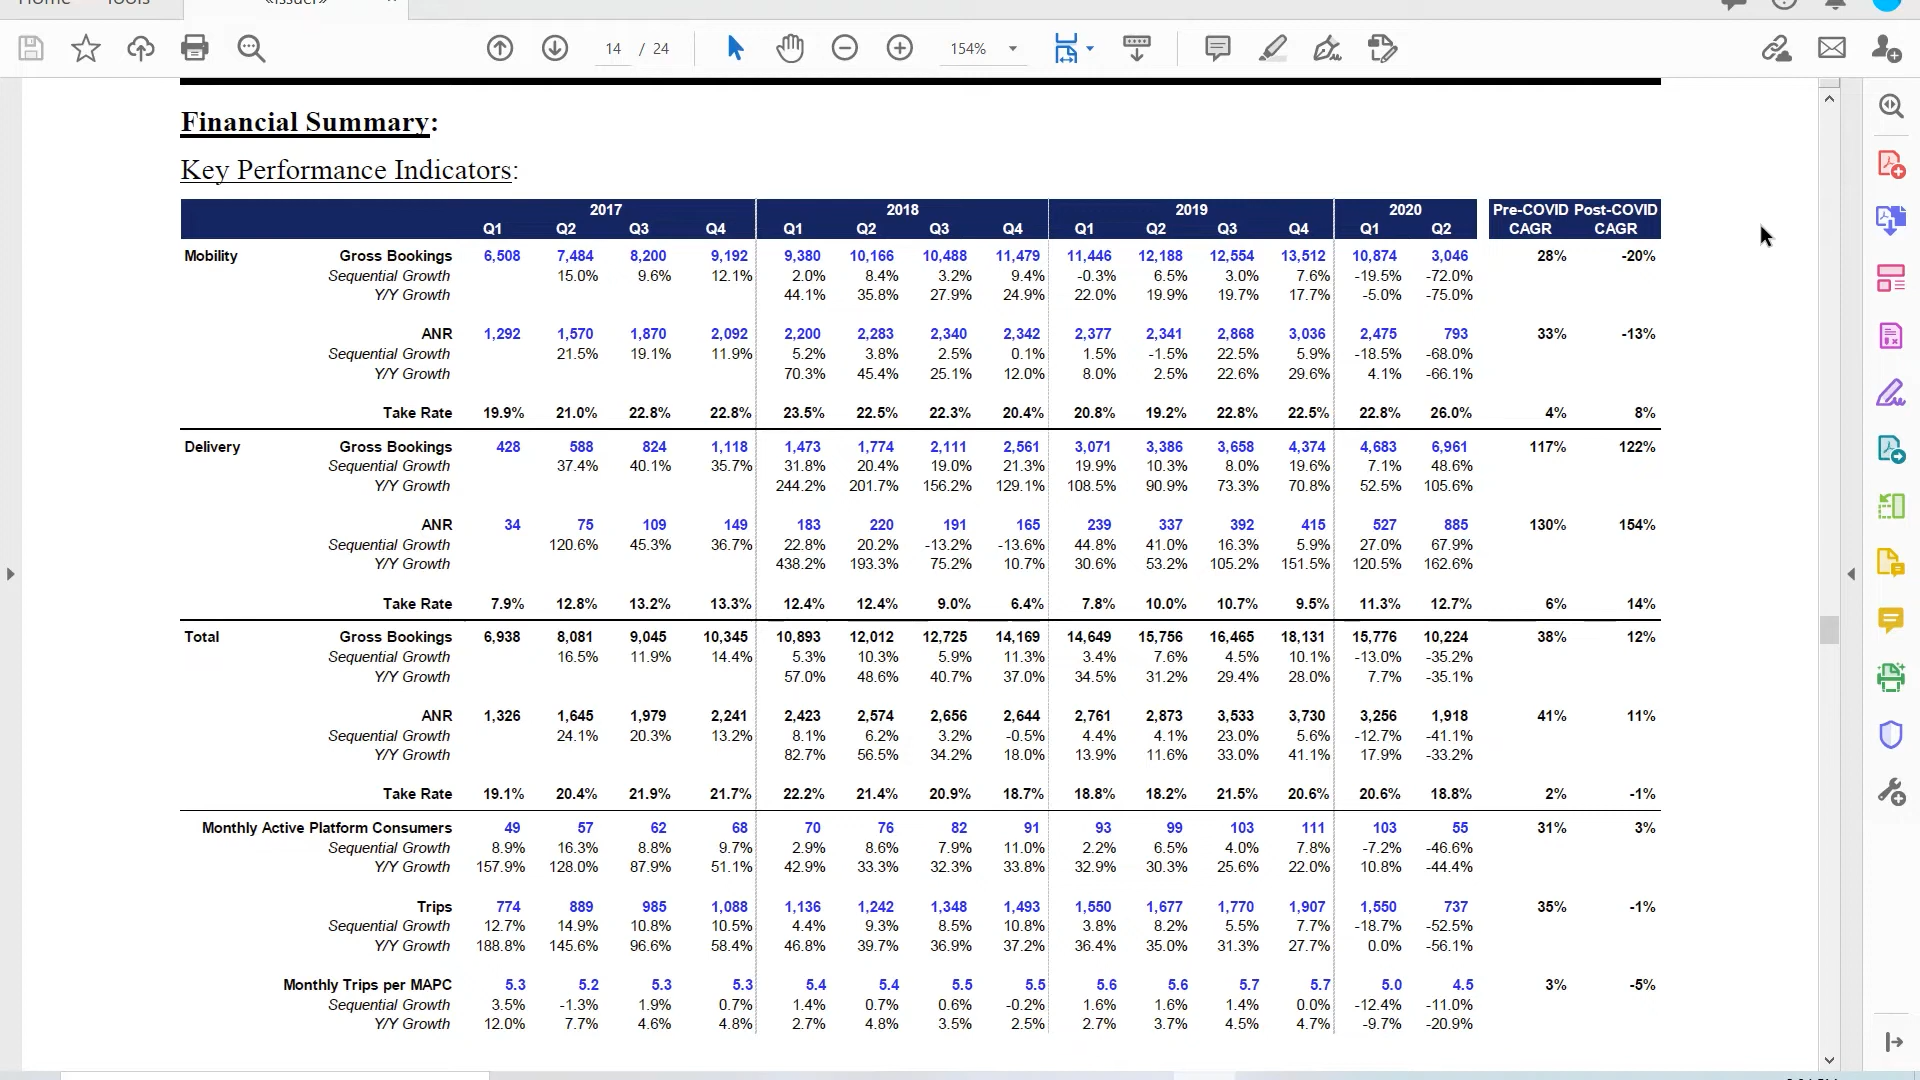 «Issuer»
14 / 24
154%
Financial Summary:
Key Performance Indicators:
2017 2018 2019 2020 Pre-COVID Post-COVID
Q1 Q2 Q3 Q4 Q1 Q2 Q3 Q4 Q1 Q2 Q3 Q4 Q1 Q2 CAGR CAGR
Mobility Gross Bookings 6,508 7,484 8,200 9,192 9,380 10,166 10,488 11,479 11,446 12,188 12,554 13,512 10,874 3,046 28% -20%
Sequential Growth 15.0% 9.6% 12.1% 2.0% 8.4% 3.2% 9.4% -0.3% 6.5% 3.0% 7.6% -19.5% -72.0%
Y/Y Growth 44.1% 35.8% 27.9% 24.9% 22.0% 19.9% 19.7% 17.7% -5.0% -75.0%
ANR 1,292 1,570 1,870 2,092 2,200 2,283 2,340 2,342 2,377 2,341 2,868 3,036 2,475 793 33% -13%
Sequential Growth 21.5% 19.1% 11.9% 5.2% 3.8% 2.5% 0.1% 1.5% -1.5% 22.5% 5.9% -18.5% -68.0%
Y/Y Growth 70.3% 45.4% 25.1% 12.0% 8.0% 2.5% 22.6% 29.6% 4.1% -66.1%
Take Rate 19.9% 21.0% 22.8% 22.8% 23.5% 22.5% 22.3% 20.4% 20.8% 19.2% 22.8% 22.5% 22.8% 26.0% 4% 8%
Delivery Gross Bookings 428 588 824 1,118 1,473 1,774 2,111 2,561 3,071 3,386 3,658 4,374 4,683 6,961 117% 122%
Sequential Growth 37.4% 40.1% 35.7% 31.8% 20.4% 19.0% 21.3% 19.9% 10.3% 8.0% 19.6% 7.1% 48.6%
Y/Y Growth 244.2% 201.7% 156.2% 129.1% 108.5% 90.9% 73.3% 70.8% 52.5% 105.6%
ANR 34 75 109 149 183 220 191 165 239 337 392 415 527 885 130% 154%
Sequential Growth 120.6% 45.3% 36.7% 22.8% 20.2% -13.2% -13.6% 44.8% 41.0% 16.3% 5.9% 27.0% 67.9%
Y/Y Growth 438.2% 193.3% 75.2% 10.7% 30.6% 53.2% 105.2% 151.5% 120.5% 162.6%
Take Rate 7.9% 12.8% 13.2% 13.3% 12.4% 12.4% 9.0% 6.4% 7.8% 10.0% 10.7% 9.5% 11.3% 12.7% 6% 14%
Total Gross Bookings 6,938 8,081 9,045 10,345 10,893 12,012 12,725 14,169 14,649 15,756 16,465 18,131 15,776 10,224 38% 12%
Sequential Growth 16.5% 11.9% 14.4% 5.3% 10.3% 5.9% 11.3% 3.4% 7.6% 4.5% 10.1% -13.0% -35.2%
Y/Y Growth 57.0% 48.6% 40.7% 37.0% 34.5% 31.2% 29.4% 28.0% 7.7% -35.1%
ANR 1,326 1,645 1,979 2,241 2,423 2,574 2,656 2,644 2,761 2,873 3,533 3,730 3,256 1,918 41% 11%
Sequential Growth 24.1% 20.3% 13.2% 8.1% 6.2% 3.2% -0.5% 4.4% 4.1% 23.0% 5.6% -12.7% -41.1%
Y/Y Growth 82.7% 56.5% 34.2% 18.0% 13.9% 11.6% 33.0% 41.1% 17.9% -33.2%
Take Rate 19.1% 20.4% 21.9% 21.7% 22.2% 21.4% 20.9% 18.7% 18.8% 18.2% 21.5% 20.6% 20.6% 18.8% 2% -1%
Monthly Active Platform Consumers 49 57 62 68 70 76 82 91 93 99 103 111 103 55 31% 3%
Sequential Growth 8.9% 16.3% 8.8% 9.7% 2.9% 8.6% 7.9% 11.0% 2.2% 6.5% 4.0% 7.8% -7.2% -46.6%
Y/Y Growth 157.9% 128.0% 87.9% 51.1% 42.9% 33.3% 32.3% 33.8% 32.9% 30.3% 25.6% 22.0% 10.8% -44.4%
Trips 774 889 985 1,088 1,136 1,242 1,348 1,493 1,550 1,677 1,770 1,907 1,550 737 35% -1%
Sequential Growth 12.7% 14.9% 10.8% 10.5% 4.4% 9.3% 8.5% 10.8% 3.8% 8.2% 5.5% 7.7% -18.7% -52.5%
Y/Y Growth 188.8% 145.6% 96.6% 58.4% 46.8% 39.7% 36.9% 37.2% 36.4% 35.0% 31.3% 27.7% 0.0% -56.1%
Monthly Trips per MAPC 5.3 5.2 5.3 5.3 5.4 5.4 5.5 5.5 5.6 5.6 5.7 5.7 5.0 4.5 3% -5%
Sequential Growth 3.5% -1.3% 1.9% 0.7% 1.4% 0.7% 0.6% -0.2% 1.6% 1.6% 1.4% 0.0% -12.4% -11.0%
Y/Y Growth 12.0% 7.7% 4.6% 4.8% 2.7% 4.8% 3.5% 2.5% 2.7% 3.7% 4.5% 4.7% -9.7% -20.9%